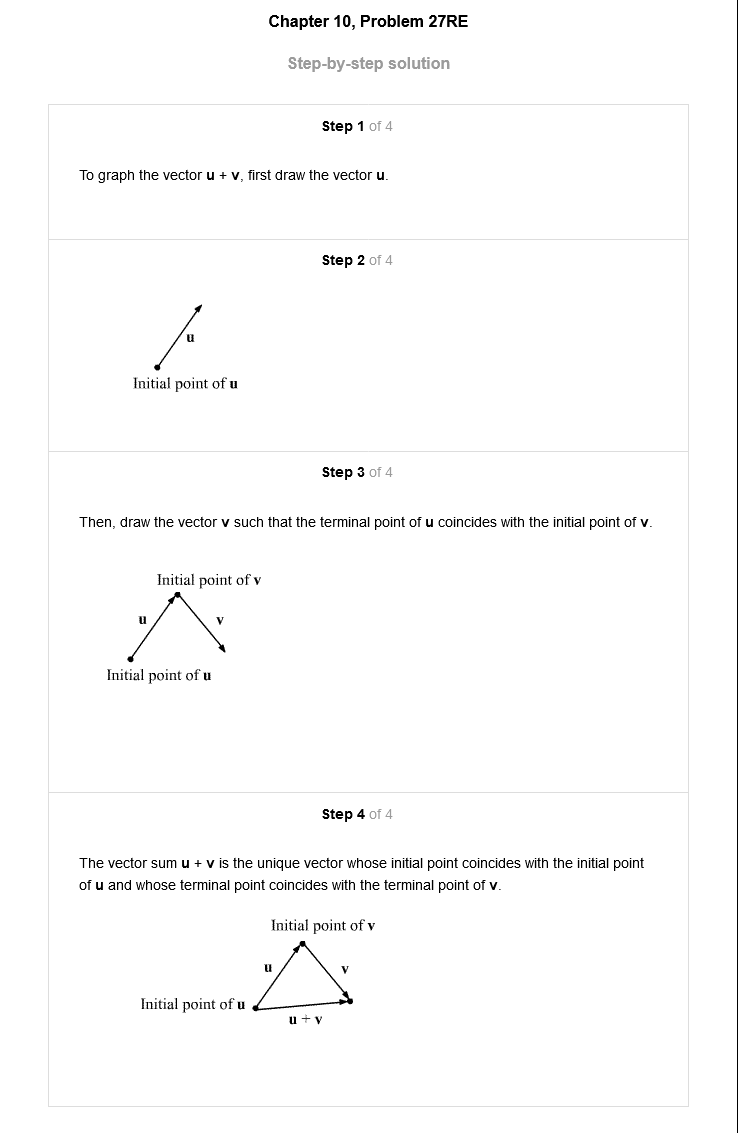 Chapter 10, Problem 27RE
Step-by-step solution
Step 1 of 4
To graph the vector u + v, first draw the vector u.
Step 2 of 4
u
Initial point of u
Step 3 of 4
Then, draw the vector v such that the terminal point of u coincides with the initial point of v.
Initial point of v
u v
Initial point of u
Step 4 of 4
The vector sum u + v is the unique vector whose initial point coincides with the initial point
of u and whose terminal point coincides with the terminal point of v.
Initial point of v
u v
Initial point of u
u + v